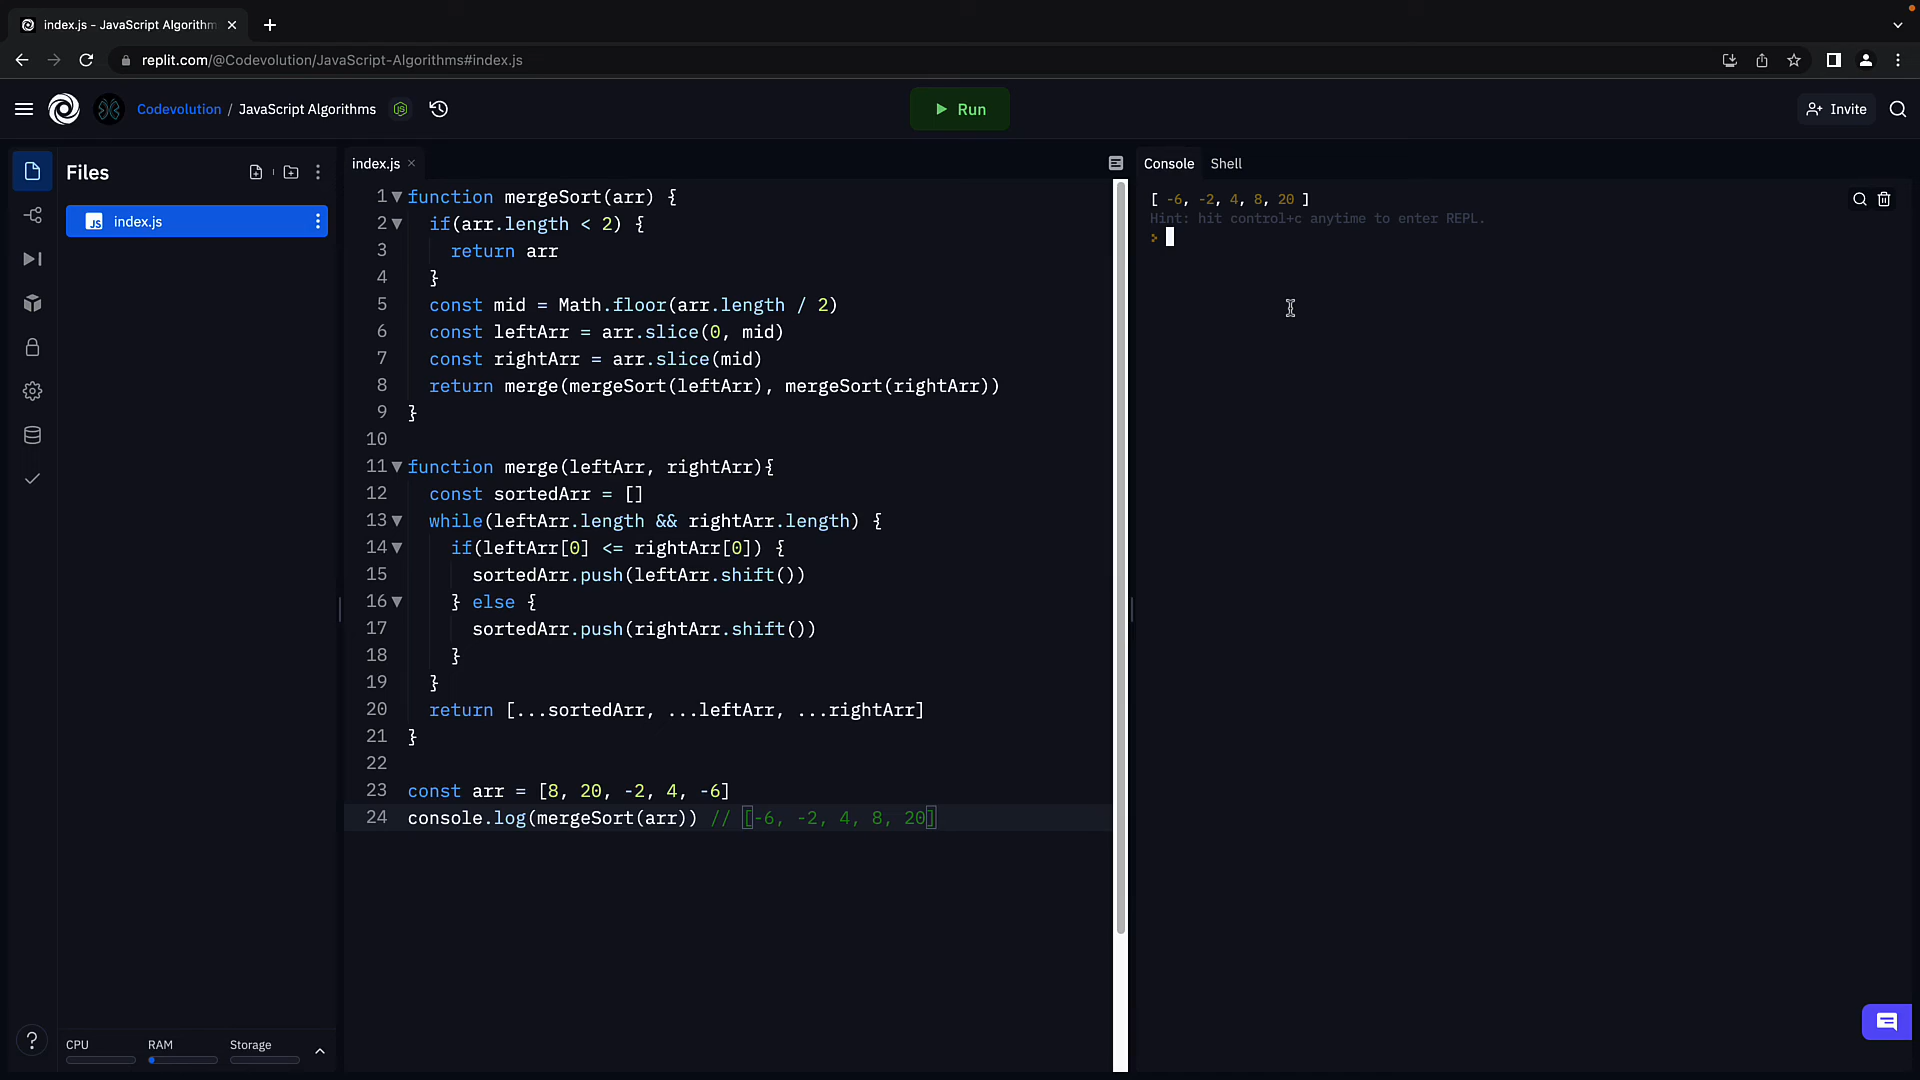 index.js - JavaScript Algorithm
replit.com/@Codevolution/JavaScript-Algorithms#index.js
Codevolution / JavaScript Algorithms
Run
Invite
Files
JS index.js
CPU
RAM
Storage
index.js
1 function mergeSort(arr) {
2 if(arr.length < 2) {
3 return arr
4 }
5 const mid = Math.floor(arr.length / 2)
6 const leftArr = arr.slice(0, mid)
7 const rightArr = arr.slice(mid)
8 return merge(mergeSort(leftArr), mergeSort(rightArr))
9 }
10
11 function merge(leftArr, rightArr){
12 const sortedArr = []
13 while(leftArr.length && rightArr.length) {
14 if(leftArr[0] <= rightArr[0]) {
15 sortedArr.push(leftArr.shift())
16 } else {
17 sortedArr.push(rightArr.shift())
18 }
19 }
20 return [...sortedArr, ...leftArr, ...rightArr]
21 }
22
23 const arr = [8, 20, -2, 4, -6]
24 console.log(mergeSort(arr)) // [-6, -2, 4, 8, 20]
Console Shell
[ -6, -2, 4, 8, 20 ]
Hint: hit control+c anytime to enter REPL.